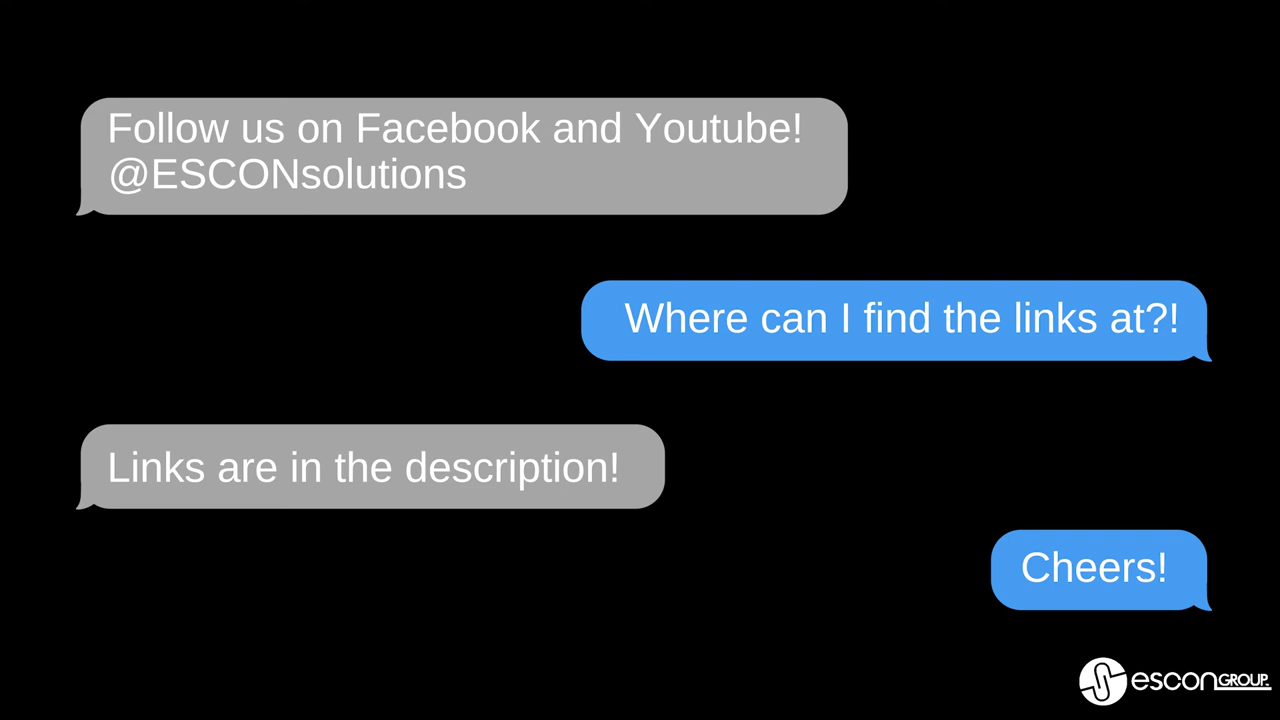 Follow us on Facebook and Youtube!
@ESCONsolutions
Where can I find the links at?!
Links are in the description!
Cheers!
escon GROUP.